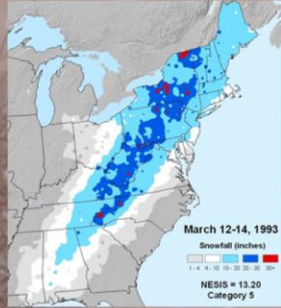 March 12-14, 1993
Snowfall (inches)
1 - 4 4 - 10 10 - 20 20 - 30 30+
NESIS = 13.20
Category 5